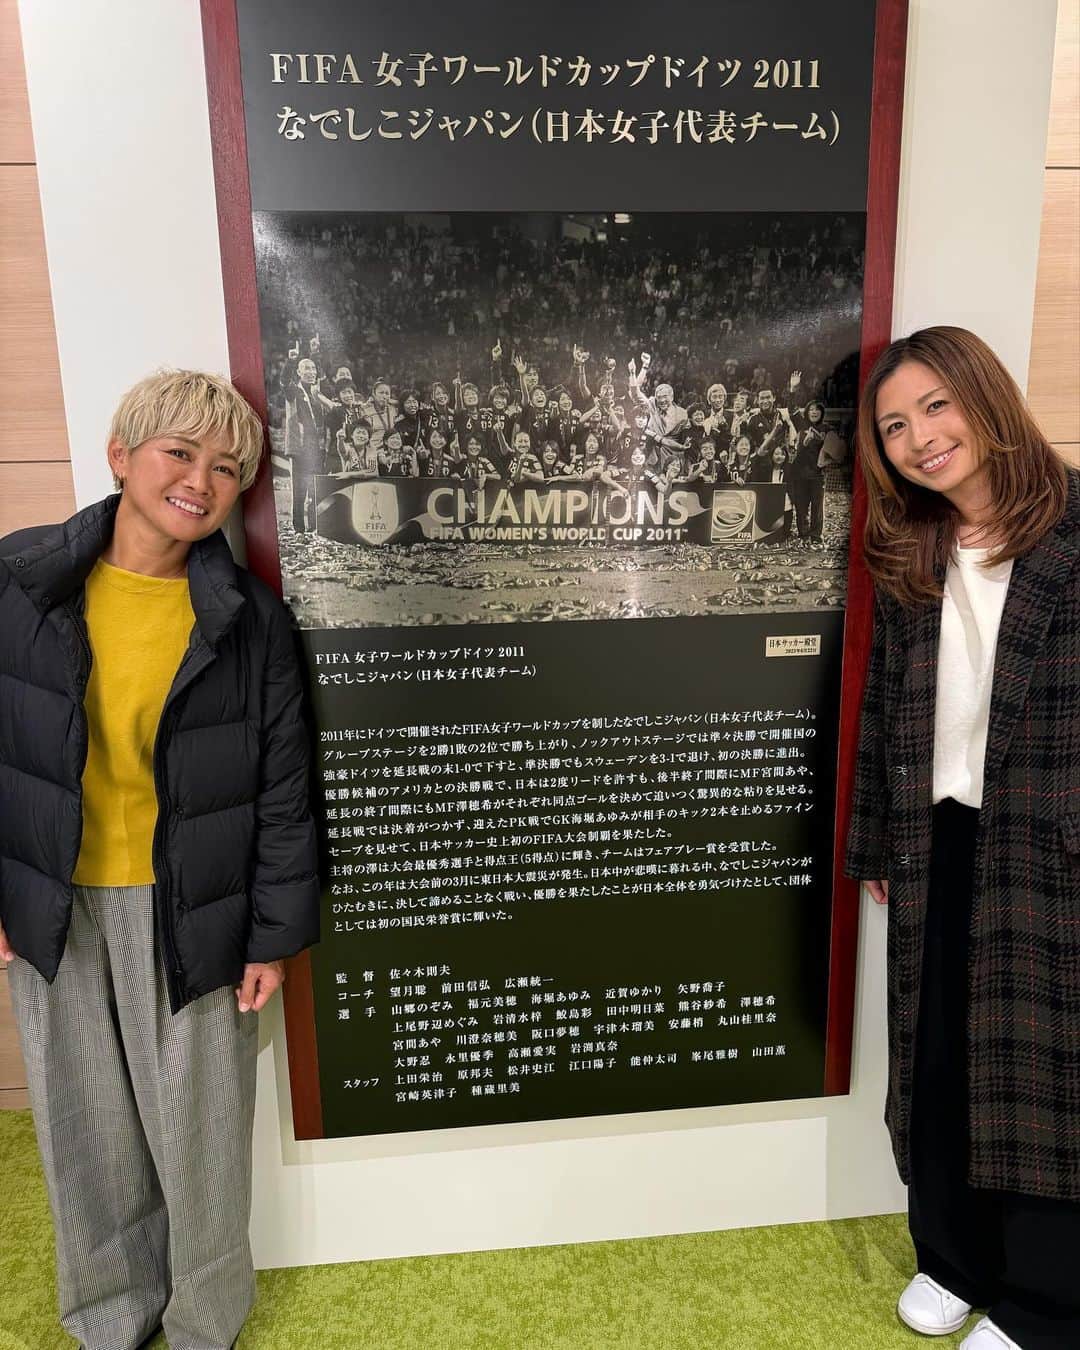 FIFA 女子ワールドカップドイツ 2011
なでしこジャパン(日本女子代表チーム)
CHAMPIONS
FIFA WOMEN'S WORLD CUP 2011™
FIFA
2011
FIFA
FIFA 女子ワールドカップドイツ 2011
なでしこジャパン(日本女子代表チーム)
日本サッカー殿堂
2011年にドイツで開催されたFIFA女子ワールドカップを制したなでしこジャパン(日本女子代表チーム)。
グループステージを2勝1敗の2位で勝ち上がり、ノックアウトステージでは準々決勝で開催国の
強豪ドイツを延長戦の末1-0で下すと、準決勝でもスウェーデンを3-1で退け、初の決勝に進出。
優勝候補のアメリカとの決勝戦で、日本は2度リードを許すも、後半終了間際にMF宮間あや、
延長の終了間際にもMF澤穂希がそれぞれ同点ゴールを決めて追いつく驚異的な粘りを見せる。
延長戦では決着がつかず、迎えたPK戦でGK海堀あゆみが相手のキック2本を止めるファイン
セーブを見せて、日本サッカー史上初のFIFA大会制覇を果たした。
主将の澤は大会最優秀選手と得点王(5得点)に輝き、チームはフェアプレー賞を受賞した。
なお、この年は大会前の3月に東日本大震災が発生。日本中が悲嘆に暮れる中、なでしこジャパンが
ひたむきに、決して諦めることなく戦い、優勝を果たしたことが日本全体を勇気づけたとして、団体
としては初の国民栄誉賞に輝いた。
監 督 佐々木則夫
コーチ 望月聡 前田信弘 広瀬統一
選 手 山郷のぞみ 福元美穂 海堀あゆみ 近賀ゆかり 矢野喬子
上尾野辺めぐみ 岩清水梓 鮫島彩 田中明日菜 熊谷紗希 澤穂希
宮間あや 川澄奈穂美 阪口夢穂 宇津木瑠美 安藤梢 丸山桂里奈
大野忍 永里優季 高瀬愛実 岩渕真奈
スタッフ 上田栄治 原邦夫 松井史江 江口陽子 能仲太司 峯尾雅樹 山田薫
宮崎英津子 種蔵里美